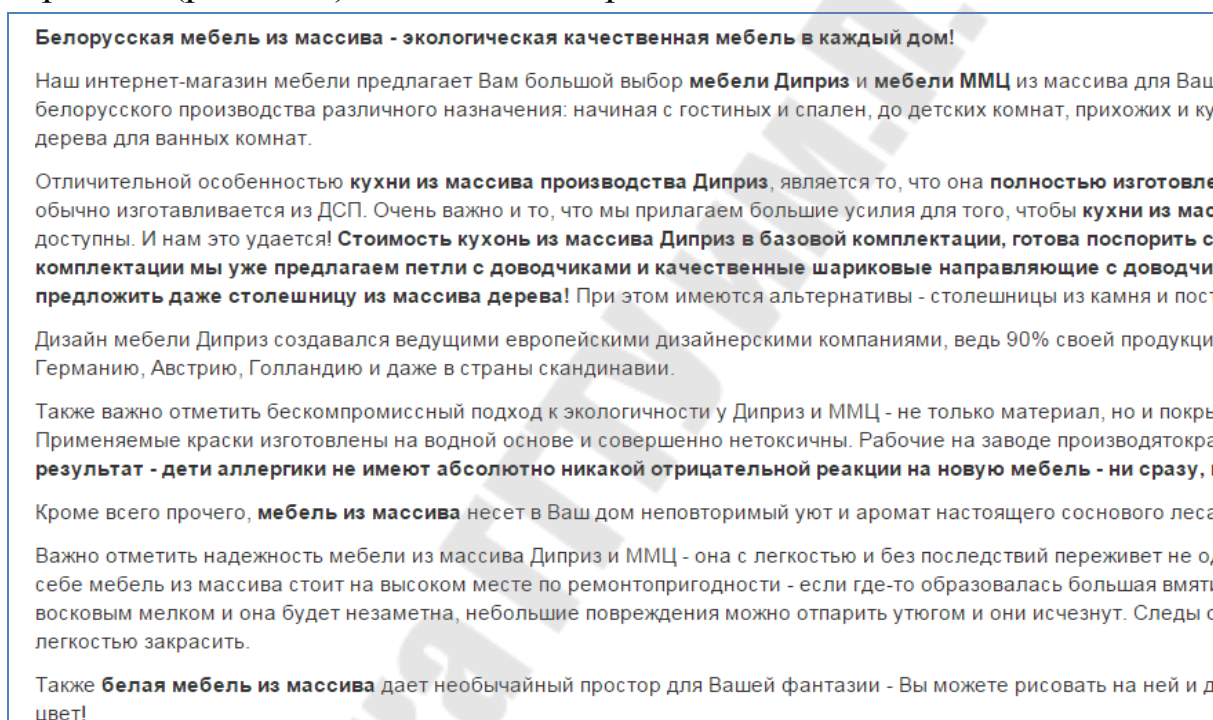 Белорусская мебель из массива - экологическая качественная мебель в каждый дом!
Наш интернет-магазин мебели предлагает Вам большой выбор мебели Диприз и мебели ММЦ из массива для Ваш
белорусского производства различного назначения: начиная с гостиных и спален, до детских комнат, прихожих и ку
дерева для ванных комнат.
Отличительной особенностью кухни из массива производства Диприз, является то, что она полностью изготовле
обычно изготавливается из ДСП. Очень важно и то, что мы прилагаем большие усилия для того, чтобы кухни из мас
доступны. И нам это удается! Стоимость кухонь из массива Диприз в базовой комплектации, готова поспорить с
комплектации мы уже предлагаем петли с доводчиками и качественные шариковые направляющие с доводчи
предложить даже столешницу из массива дерева! При этом имеются альтернативы - столешницы из камня и пост
Дизайн мебели Диприз создавался ведущими европейскими дизайнерскими компаниями, ведь 90% своей продукци
Германию, Австрию, Голландию и даже в страны скандинавии.
Также важно отметить бескомпромиссный подход к экологичности у Диприз и ММЦ - не только материал, но и покры
Применяемые краски изготовлены на водной основе и совершенно нетоксичны. Рабочие на заводе производятокра
результат - дети аллергики не имеют абсолютно никакой отрицательной реакции на новую мебель - ни сразу,
Кроме всего прочего, мебель из массива несет в Ваш дом неповторимый уют и аромат настоящего соснового леса
Важно отметить надежность мебели из массива Диприз и ММЦ - она с легкостью и без последствий переживет не од
себе мебель из массива стоит на высоком месте по ремонтопригодности - если где-то образовалась большая вмяти
восковым мелком и она будет незаметна, небольшие повреждения можно отпарить утюгом и они исчезнут. Следы о
легкостью закрасить.
Также белая мебель из массива дает необычайный простор для Вашей фантазии - Вы можете рисовать на ней и д
цвет!